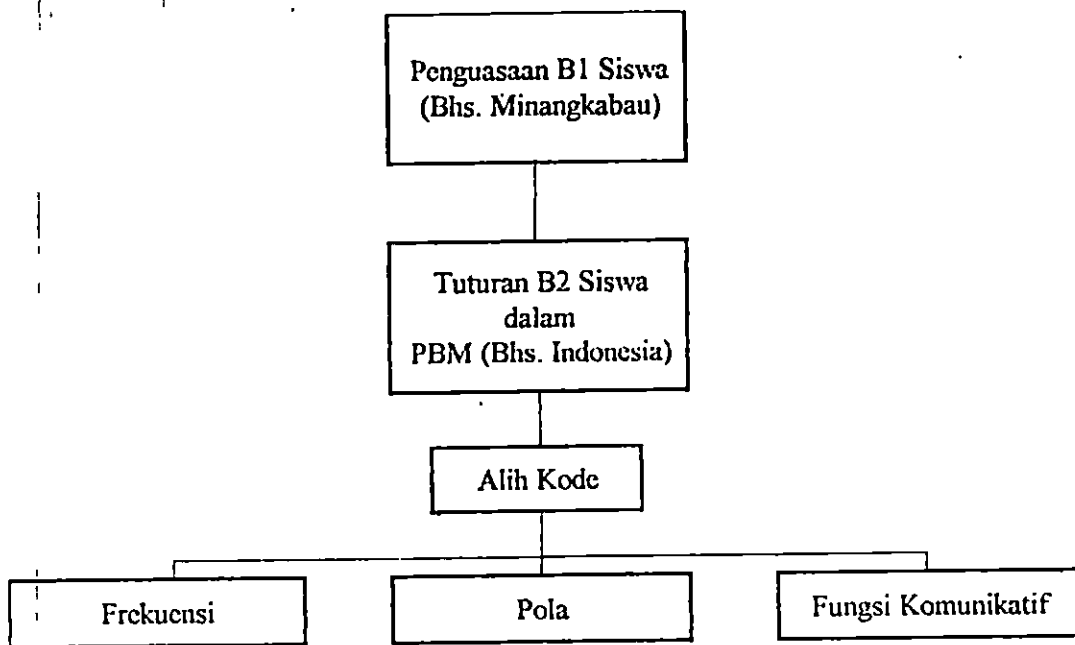 Penguasaan B1 Siswa
(Bhs. Minangkabau)
Tuturan B2 Siswa
dalam
PBM (Bhs. Indonesia)
Alih Kode
Frekuensi
Pola
Fungsi Komunikatif